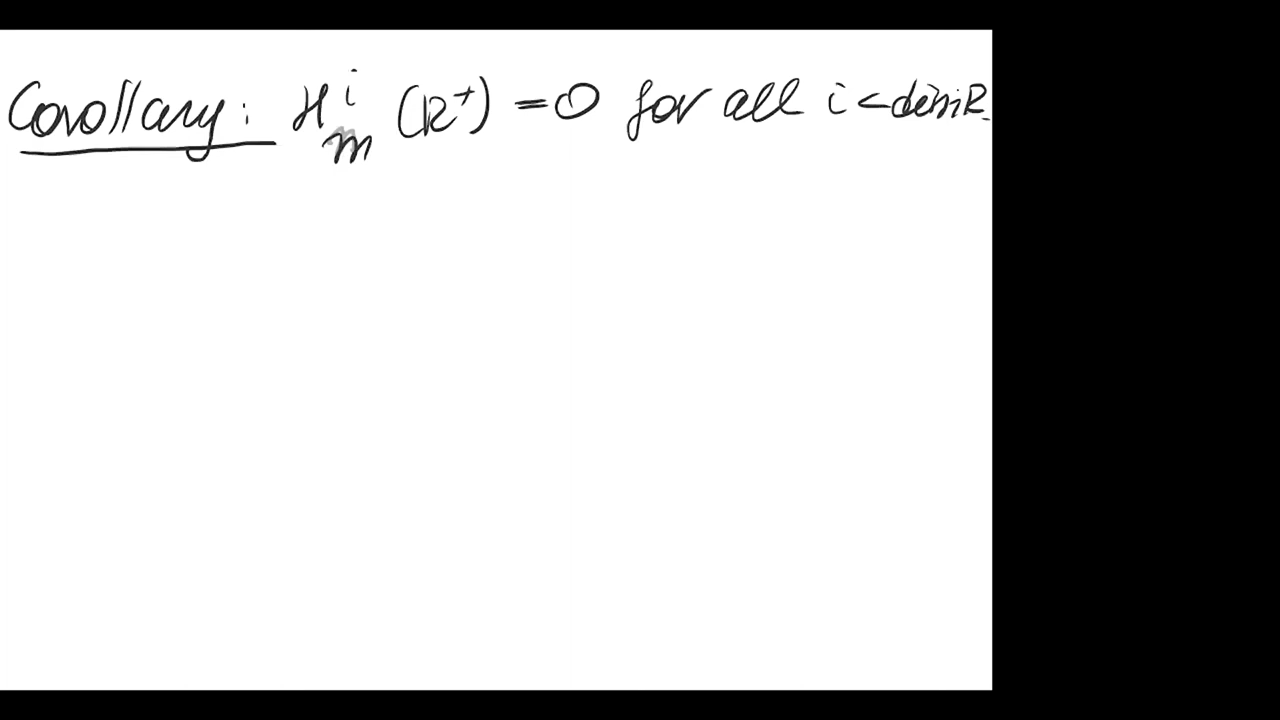 Corollary: H^i_m (R^+) = 0 for all i < dim R.